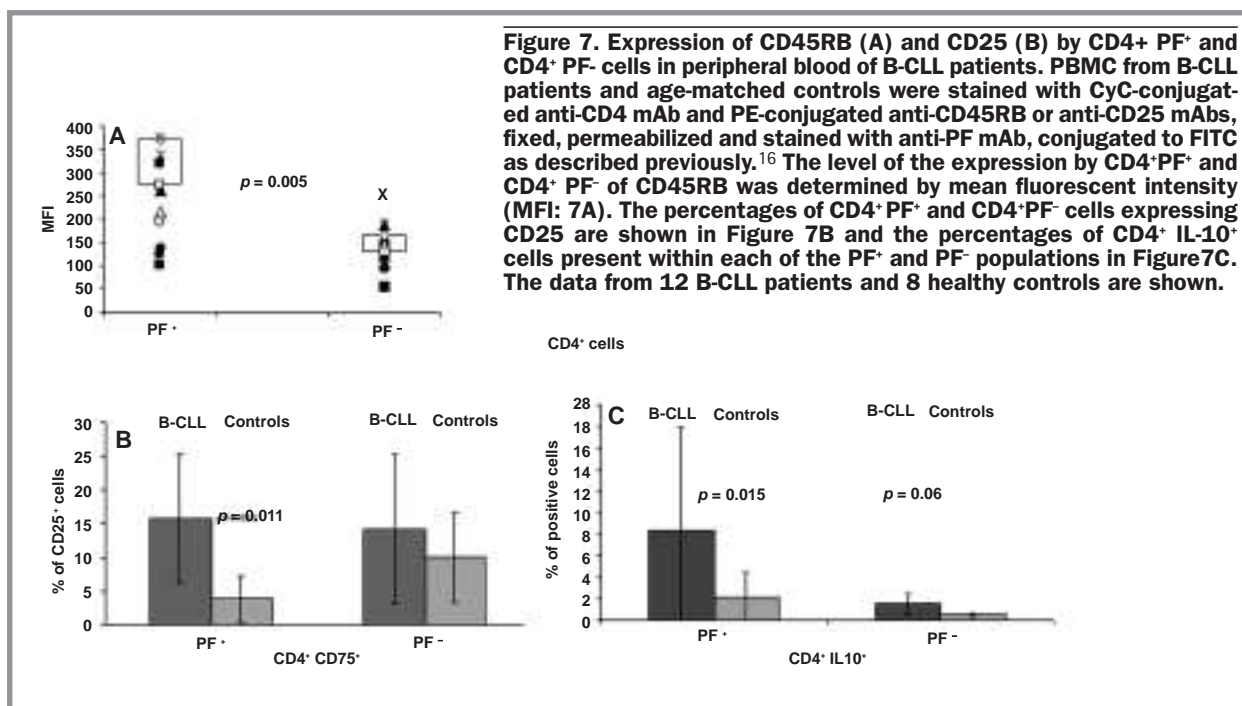 Figure 7. Expression of CD45RB (A) and CD25 (B) by CD4+ PF⁺ and
CD4⁺ PF- cells in peripheral blood of B-CLL patients. PBMC from B-CLL
patients and age-matched controls were stained with CyC-conjugat-
ed anti-CD4 mAb and PE-conjugated anti-CD45RB or anti-CD25 mAbs,
fixed, permeabilized and stained with anti-PF mAb, conjugated to FITC
as described previously.¹⁶ The level of the expression by CD4⁺PF⁺ and
CD4⁺ PF⁻ of CD45RB was determined by mean fluorescent intensity
(MFI: 7A). The percentages of CD4⁺ PF⁺ and CD4⁺PF⁻ cells expressing
CD25 are shown in Figure 7B and the percentages of CD4⁺ IL-10⁺
cells present within each of the PF⁺ and PF⁻ populations in Figure7C.
The data from 12 B-CLL patients and 8 healthy controls are shown.
A
MFI
400
350
300
250
200
150
100
50
0
p = 0.005
X
PF ⁺
PF ⁻
CD4⁺ cells
B
% of CD25⁺ cells
30
25
20
15
10
5
0
B-CLL Controls
B-CLL Controls
p = 0.011
PF ⁺
PF ⁻
CD4⁺ CD75⁺
C
% of positive cells
28
18
16
14
12
10
8
6
4
2
0
B-CLL Controls
B-CLL Controls
p = 0.015
p = 0.06
PF ⁺
PF ⁻
CD4⁺ IL10⁺